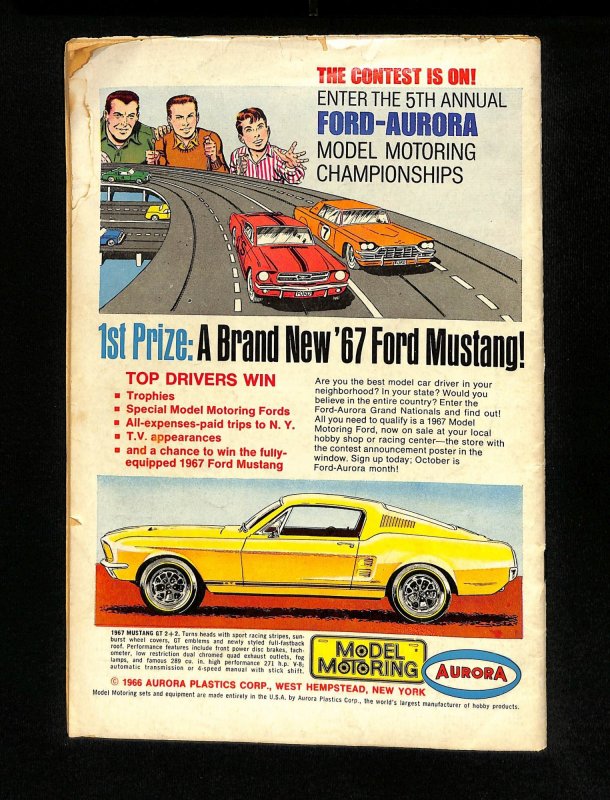 THE CONTEST IS ON!
ENTER THE 5TH ANNUAL
FORD-AURORA
MODEL MOTORING
CHAMPIONSHIPS
7
FORD
FORD
1st Prize: A Brand New '67 Ford Mustang!
TOP DRIVERS WIN
Trophies
Special Model Motoring Fords
All-expenses-paid trips to N. Y.
T.V. appearances
and a chance to win the fully-
equipped 1967 Ford Mustang
Are you the best model car driver in your
neighborhood? In your state? Would you
believe in the entire country? Enter the
Ford-Aurora Grand Nationals and find out!
All you need to qualify is a 1967 Model
Motoring Ford, now on sale at your local
hobby shop or racing center—the store with
the contest announcement poster in the
window. Sign up today; October is
Ford-Aurora month!
1967 MUSTANG GT 2+2. Turns heads with sport racing stripes, sun-
burst wheel covers, GT emblems and newly styled full-fastback
roof. Performance features include front power disc brakes, tach-
ometer, low restriction dual chromed quad exhaust outlets, fog
lamps, and famous 289 cu. in. high performance 271 h.p. V-8;
automatic transmission or 4-speed manual with stick shift.
MODEL
MOTORING
AURORA
© 1966 AURORA PLASTICS CORP., WEST HEMPSTEAD, NEW YORK
Model Motoring sets and equipment are made entirely in the U.S.A. by Aurora Plastics Corp., the world's largest manufacturer of hobby products.